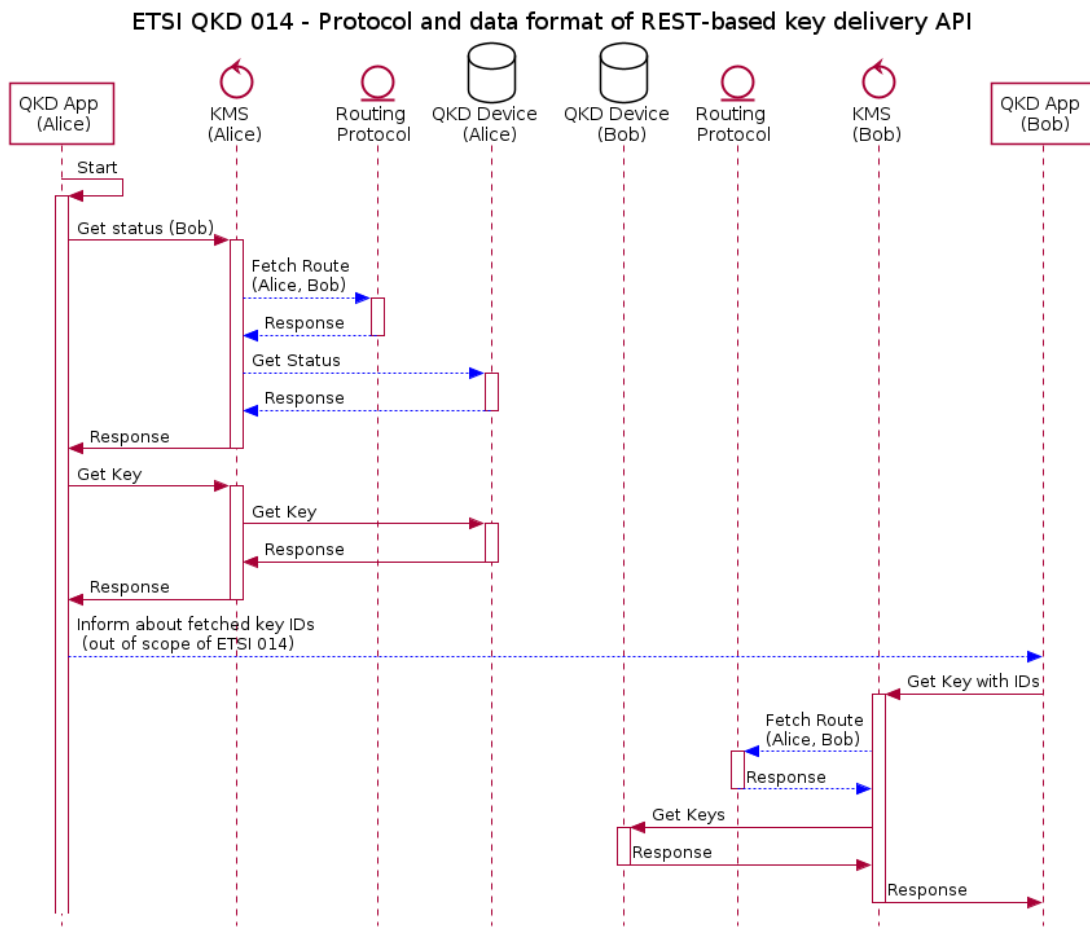 ETSI QKD 014 - Protocol and data format of REST-based key delivery API
QKD App
(Alice)
KMS
(Alice)
Routing
Protocol
QKD Device
(Alice)
QKD Device
(Bob)
Routing
Protocol
KMS
(Bob)
QKD App
(Bob)
Start
Get status (Bob)
Fetch Route
(Alice, Bob)
Response
Get Status
Response
Response
Get Key
Get Key
Response
Response
Inform about fetched key IDs
(out of scope of ETSI 014)
Get Key with IDs
Fetch Route
(Alice, Bob)
Response
Get Keys
Response
Response